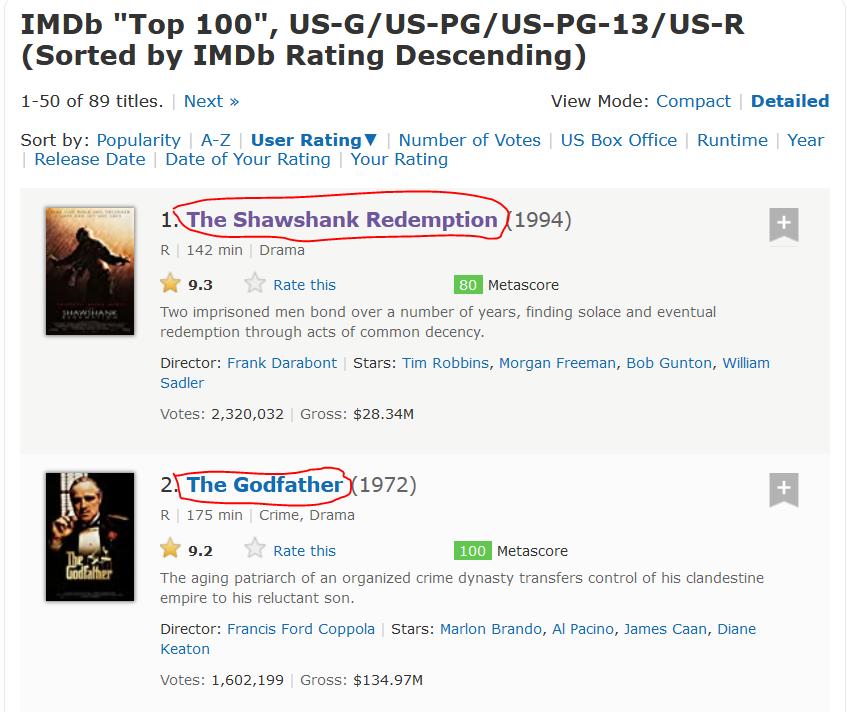 IMDb "Top 100", US-G/US-PG/US-PG-13/US-R
(Sorted by IMDb Rating Descending)
1-50 of 89 titles. | Next » View Mode: Compact | Detailed
Sort by: Popularity | A-Z | User Rating▼ | Number of Votes | US Box Office | Runtime | Year
| Release Date | Date of Your Rating | Your Rating
1. The Shawshank Redemption (1994)
R | 142 min | Drama
9.3 Rate this 80 Metascore
Two imprisoned men bond over a number of years, finding solace and eventual
redemption through acts of common decency.
Director: Frank Darabont | Stars: Tim Robbins, Morgan Freeman, Bob Gunton, William
Sadler
Votes: 2,320,032 | Gross: $28.34M
SHAWSHANK
2. The Godfather (1972)
R | 175 min | Crime, Drama
9.2 Rate this 100 Metascore
The aging patriarch of an organized crime dynasty transfers control of his clandestine
empire to his reluctant son.
Director: Francis Ford Coppola | Stars: Marlon Brando, Al Pacino, James Caan, Diane
Keaton
Votes: 1,602,199 | Gross: $134.97M
The
Godfather